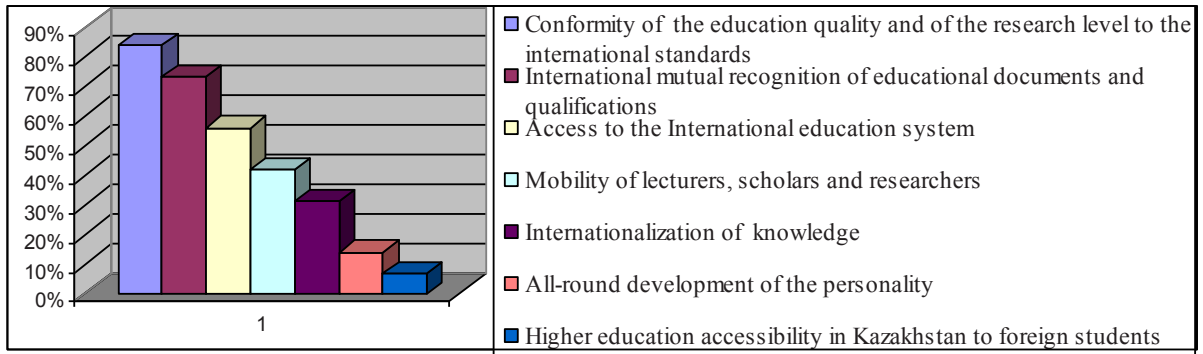 90%
80%
70%
60%
50%
40%
30%
20%
10%
0%
1
Conformity of the education quality and of the research level to the
international standards
International mutual recognition of educational documents and
qualifications
Access to the International education system
Mobility of lecturers, scholars and researchers
Internationalization of knowledge
All-round development of the personality
Higher education accessibility in Kazakhstan to foreign students